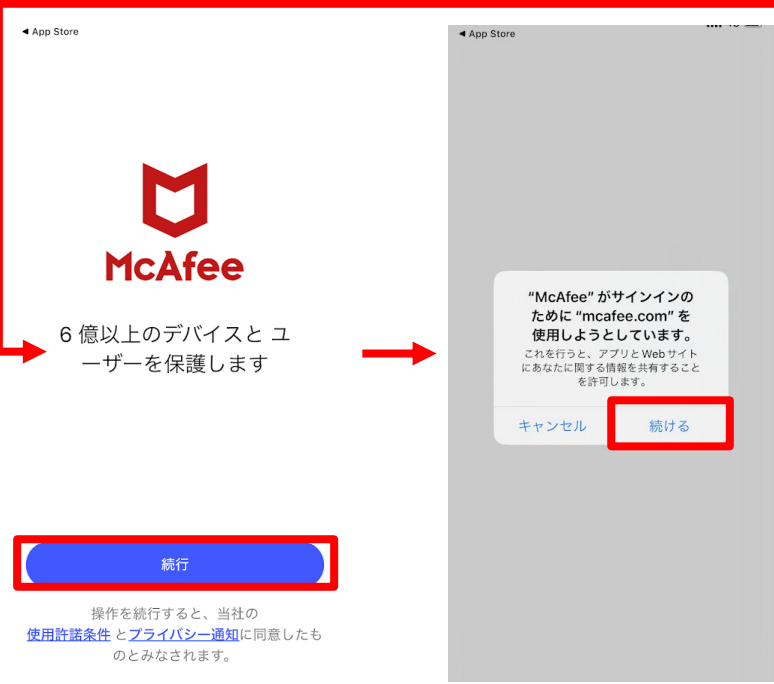 ◀ App Store
McAfee
6 億以上のデバイスと ユ
ーザーを保護します
続行
操作を続行すると、当社の
使用許諾条件 とプライバシー通知に同意したも
のとみなされます。
◀ App Store
“McAfee” がサインインの
ために “mcafee.com” を
使用しようとしています。
これを行うと、アプリと Web サイト
にあなたに関する情報を共有すること
を許可します。
キャンセル
続ける